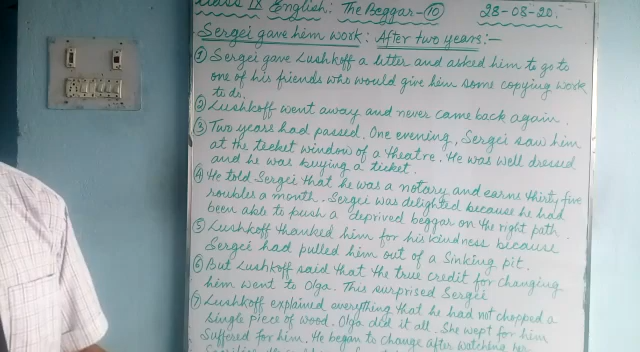 Class IX English: The Beggar-10 28-08-20.
Sergei gave him work: After two years:-
① Sergei gave Lushkoff a letter and asked him to go to
one of his friends who would give him some copying work
to do.
② Lushkoff went away and never came back again.
③ Two years had passed. One evening, Sergei saw him
at the ticket window of a theatre. He was well dressed
and he was buying a ticket.
④ He told Sergei that he was a notary and earns thirty five
roubles a month. Sergei was delighted because he had
been able to push a deprived beggar on the right path.
⑤ Lushkoff thanked him for his kindness because
Sergei had pulled him out of a Sinking pit.
⑥ But Lushkoff said that the true credit for changing
him went to Olga. This surprised Sergei
⑦ Lushkoff explained everything that he had not chopped a
single piece of wood. Olga did it all. She wept for him
Suffered for him. He began to change after watching her